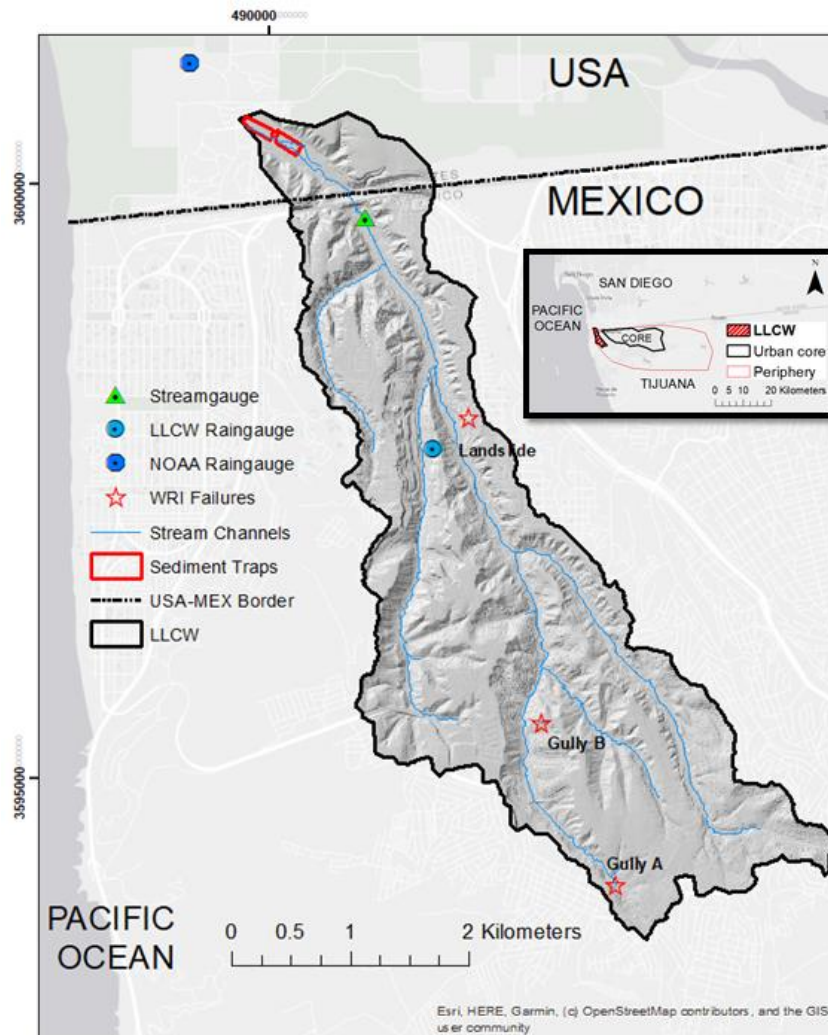 490000
USA
3600000
MEXICO
N
SAN DIEGO
PACIFIC
OCEAN
CORE
TIJUANA
LLCW
Urban core
Periphery
0 5 10 20 Kilometers
Streamgauge
LLCW Raingauge
NOAA Raingauge
WRI Failures
Stream Channels
Sediment Traps
USA-MEX Border
LLCW
Landslide
Gully B
3595000
Gully A
PACIFIC
OCEAN
0 0.5 1 2 Kilometers
Esri, HERE, Garmin, (c) OpenStreetMap contributors, and the GIS
user community